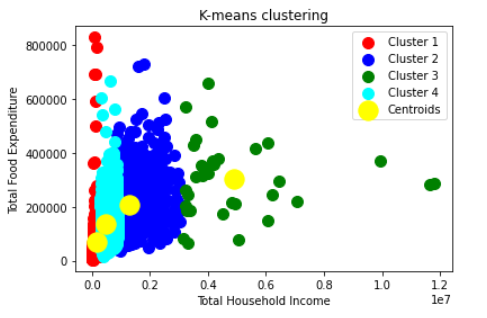 K-means clustering
Cluster 1
Cluster 2
Cluster 3
Cluster 4
Centroids
Total Food Expenditure
800000
600000
400000
200000
0
0.0 0.2 0.4 0.6 0.8 1.0 1.2
1e7
Total Household Income